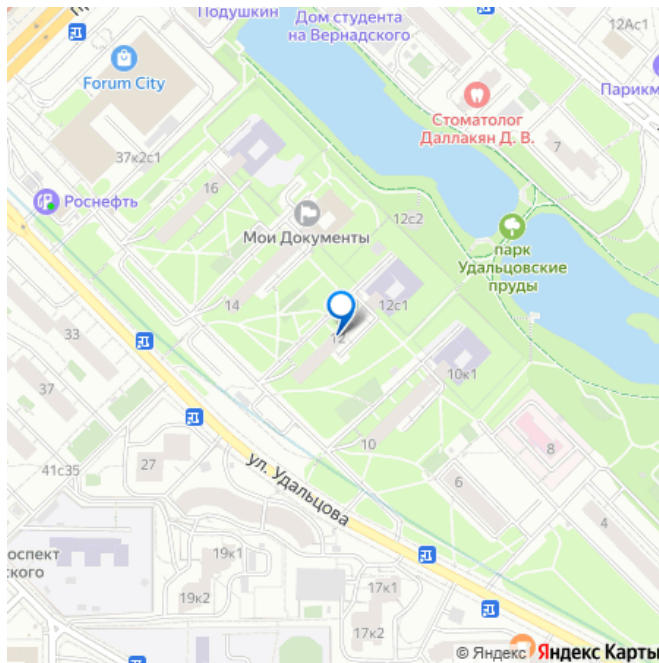 Подушкин
Дом студента
на Вернадского
12Ас1
Forum City
Парикм
Стоматолог
Даллакян Д. В.
7
37к2с1
16
Роснефть
Мои Документы
12с2
парк
Удальцовские
пруды
14
12с1
12
33
10к1
37
10
8
41с35
27
6
ул. Удальцова
4
роспект
ского
19к1
19к2
17к1
17к2
© Яндекс Яндекс Карты